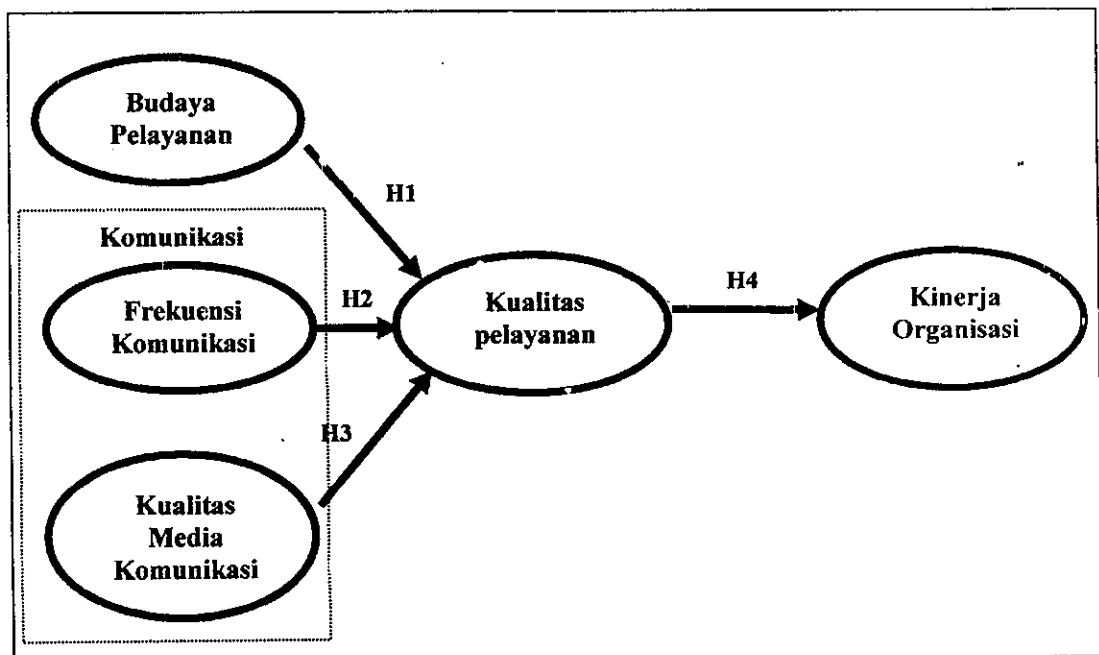 Budaya
Pelayanan
H1
Komunikasi
Frekuensi
Komunikasi
H2
Kualitas
pelayanan
H4
Kinerja
Organisasi
H3
Kualitas
Media
Komunikasi